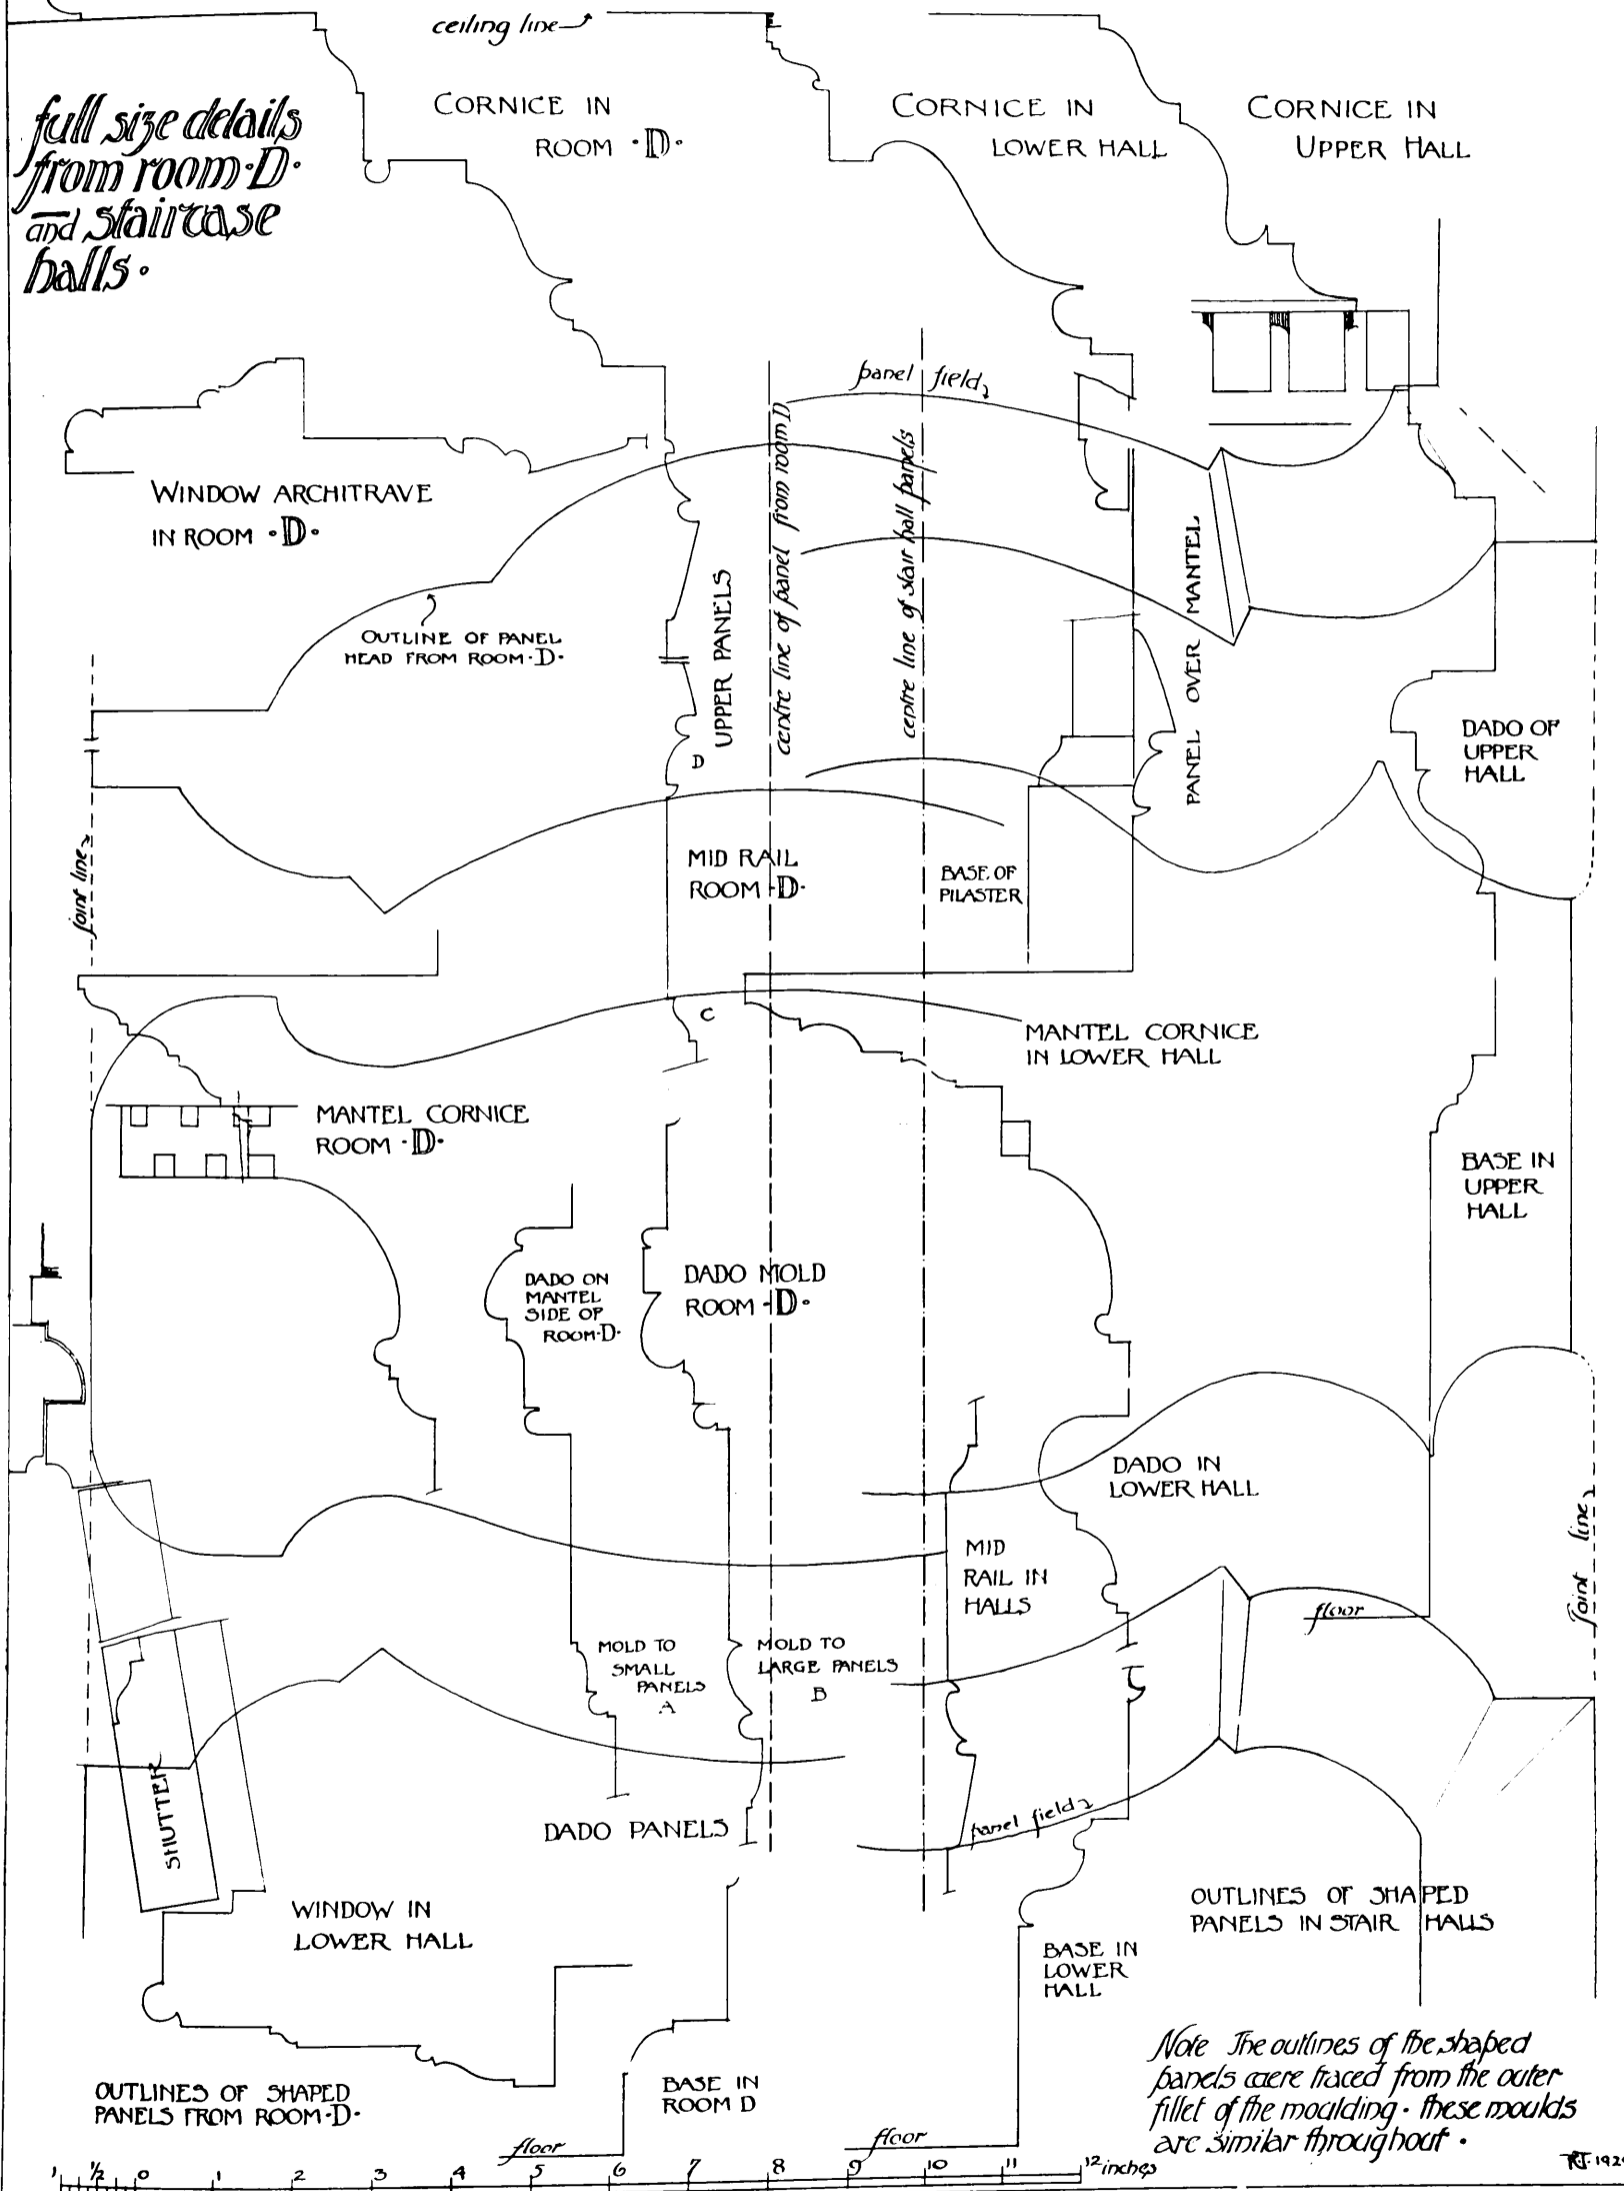 ceiling line
full size details
from room·D·
and staircase
halls·
CORNICE IN
ROOM ·D·
CORNICE IN
LOWER HALL
CORNICE IN
UPPER HALL
panel field
WINDOW ARCHITRAVE
IN ROOM ·D·
OUTLINE OF PANEL
HEAD FROM ROOM·D·
UPPER PANELS
centre line of panel from room D
centre line of stair hall panels
PANEL OVER MANTEL
D
DADO OF
UPPER
HALL
joint line
MID RAIL
ROOM ·D·
BASE OF
PILASTER
C
MANTEL CORNICE
IN LOWER HALL
MANTEL CORNICE
ROOM ·D·
BASE IN
UPPER
HALL
DADO ON
MANTEL
SIDE OF
ROOM·D·
DADO MOLD
ROOM ·D·
DADO IN
LOWER HALL
MID
RAIL IN
HALLS
floor
joint line
MOLD TO
SMALL
PANELS
A
MOLD TO
LARGE PANELS
B
SHUTTER
DADO PANELS
panel field
WINDOW IN
LOWER HALL
OUTLINES OF SHAPED
PANELS IN STAIR HALLS
BASE IN
LOWER
HALL
OUTLINES OF SHAPED
PANELS FROM ROOM·D·
BASE IN
ROOM D
floor
floor
Note The outlines of the shaped
panels were traced from the outer
fillet of the moulding· these moulds
are similar throughout·
1 ½ 0 1 2 3 4 5 6 7 8 9 10 11 12 inches